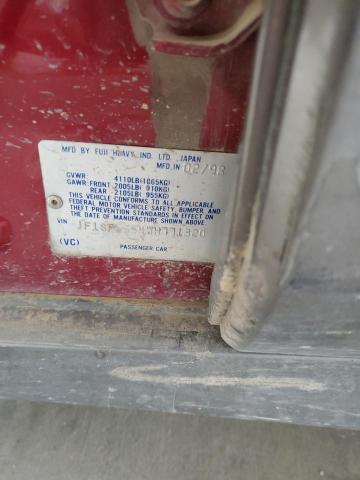 MFD BY FUJI HEAVY IND. LTD. JAPAN
MFD.IN 02/98
GVWR: 4110LB(1865KG)
GAWR:FRONT 2005LB( 910KG)
REAR 2105LB( 955KG)
THIS VEHICLE CONFORMS TO ALL APPLICABLE
FEDERAL MOTOR VEHICLE SAFETY, BUMPER, AND
THEFT PREVENTION STANDARDS IN EFFECT ON
THE DATE OF MANUFACTURE SHOWN ABOVE.
VIN
(VC) PASSENGER CAR